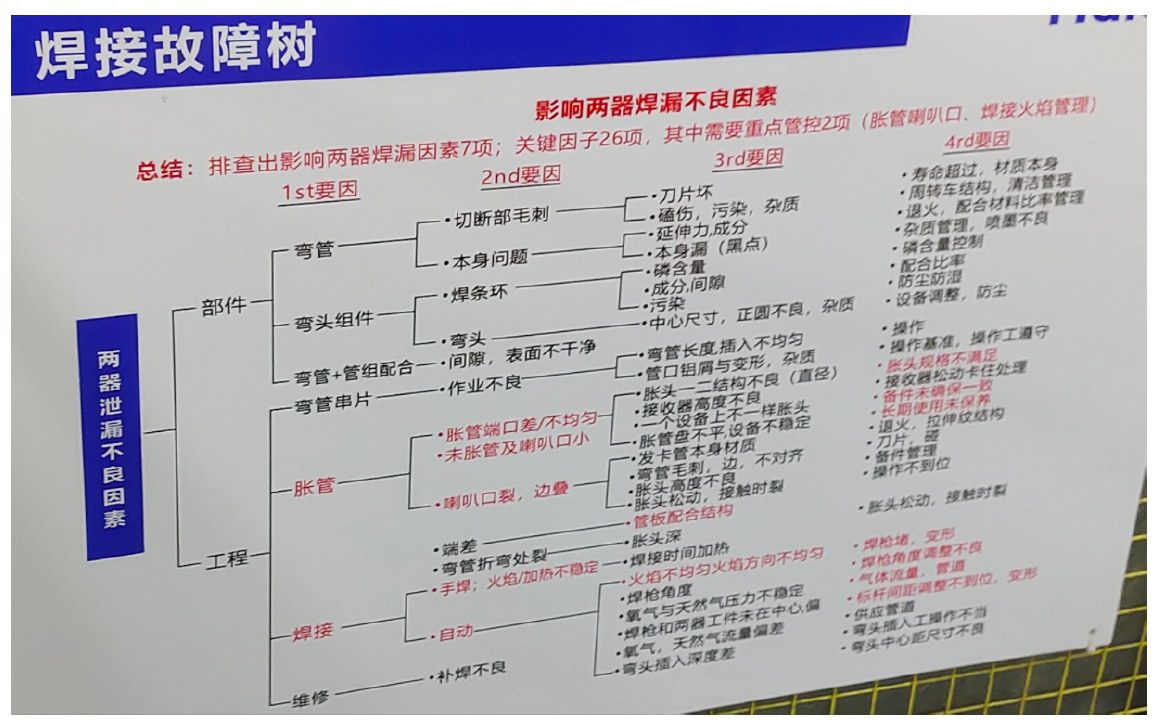 焊接故障树
影响两器焊漏不良因素
总结：排查出影响两器焊漏因素7项；关键因子26项，其中需要重点管控2项（胀管喇叭口、焊接火焰管理）
1st要因
2nd要因
3rd要因
4rd要因
两器泄漏不良因素
部件
工程
弯管
弯头组件
弯管+管组配合
弯管串片
胀管
焊接
维修
·切断部毛刺
·本身问题
·焊条环
·弯头
·间隙，表面不干净
·作业不良
·胀管端口差/不均匀
·未胀管及喇叭口小
·喇叭口裂，边叠
·端差
·弯管折弯处裂
·手焊；火焰/加热不稳定
·自动
·补焊不良
·刀片坏
·磕伤，污染，杂质
·延伸力,成分
·本身漏（黑点）
·磷含量
·成分,间隙
·污染
·中心尺寸，正圆不良，杂质
·弯管长度,插入不均匀
·管口铝屑与变形，杂质
·胀头一二结构不良（直径）
·接收器高度不良
·一个设备上不一样胀头
·胀管盘不平,设备不稳定
·发卡管本身材质
·弯管毛刺，边，不对齐
·胀头高度不良
·胀头松动，接触时裂
·管板配合结构
·胀头深
·焊接时间加热
·火焰不均匀火焰方向不均匀
·焊枪角度
·氧气与天然气压力不稳定
·焊枪和两器工件未在中心,偏
·氧气，天然气流量偏差
·弯头插入深度差
·寿命超过，材质本身
·周转车结构，清洁管理
·退火，配合材料比率管理
·杂质管理，喷墨不良
·磷含量控制
·配合比率
·防尘防湿
·设备调整，防尘
·操作
·操作基准，操作工遵守
·胀头规格不满足
·接收器松动卡住处理
·备件未确保一致
·长期使用未保养
·退火，拉伸纹结构
·刀片，碰
·备件管理
·操作不到位
·胀头松动，接触时裂
·焊枪堵，变形
·焊枪角度调整不良
·气体流量，管道
·标杆间距调整不到位，变形
·供应管道
·弯头插入工操作不当
·弯头中心距尺寸不良